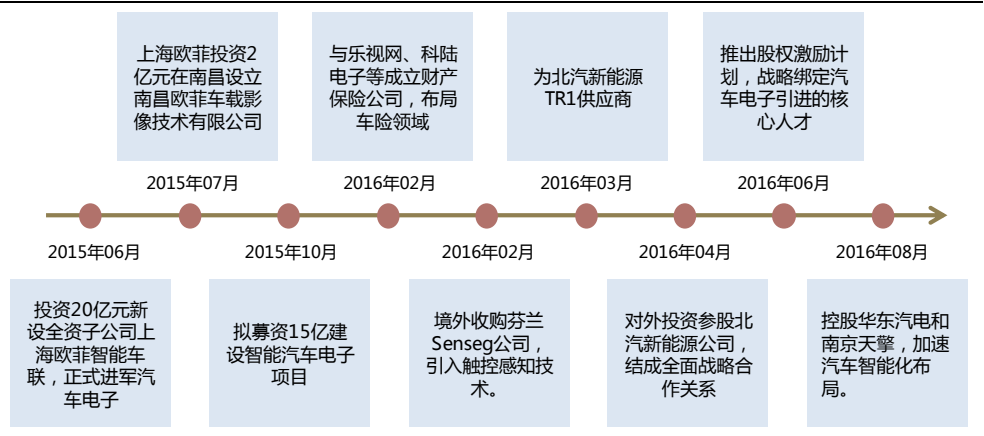 上海欧菲投资2
亿元在南昌设立
南昌欧菲车载影
像技术有限公司
与乐视网、科陆
电子等成立财产
保险公司，布局
车险领域
为北汽新能源
TR1供应商
推出股权激励计
划，战略绑定汽
车电子引进的核
心人才
2015年07月
2016年02月
2016年03月
2016年06月
2015年06月
2015年10月
2016年02月
2016年04月
2016年08月
投资20亿元新
设全资子公司上
海欧菲智能车
联，正式进军汽
车电子
拟募资15亿建
设智能汽车电子
项目
境外收购芬兰
Senseg公司，
引入触控感知技
术。
对外投资参股北
汽新能源公司，
结成全面战略合
作关系
控股华东汽电和
南京天擎，加速
汽车智能化布
局。